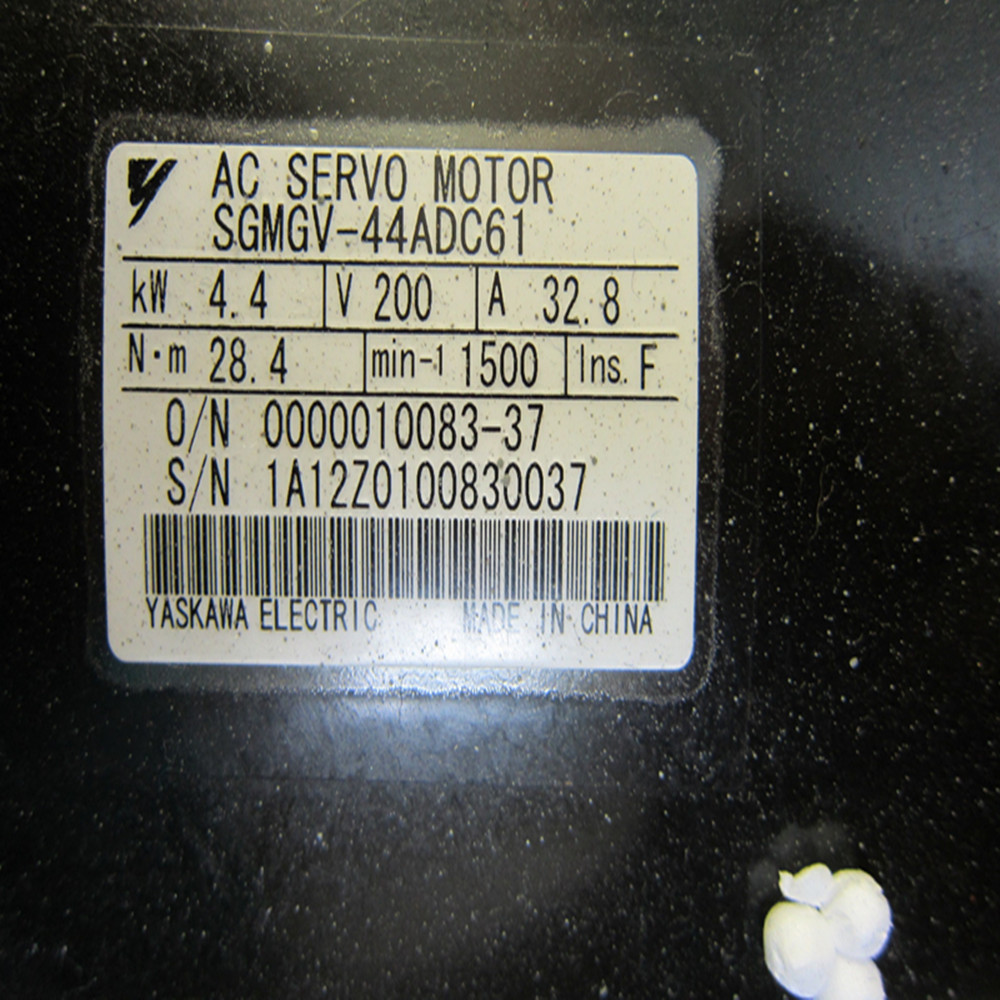 AC SERVO MOTOR
SGMGV-44ADC61
kW 4.4 V 200 A 32.8
N·m 28.4 min-1 1500 Ins. F
O/N 0000010083-37
S/N 1A12Z0100830037
YASKAWA ELECTRIC MADE IN CHINA